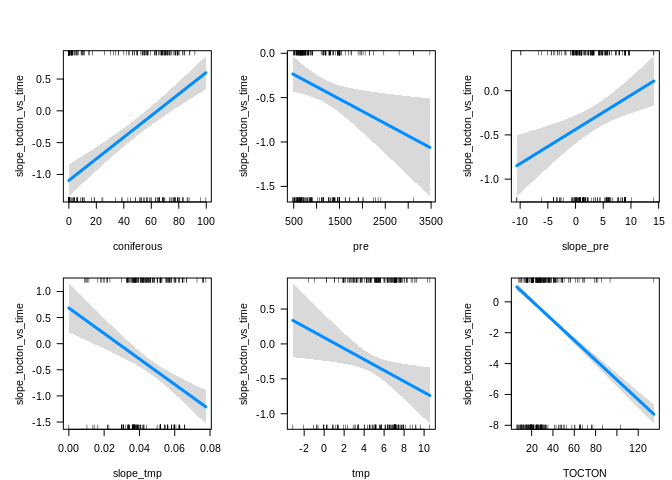 slope_tocton_vs_time
0.5
0.0
-0.5
-1.0
0 20 40 60 80 100
coniferous
slope_tocton_vs_time
0.0
-0.5
-1.0
-1.5
500 1500 2500 3500
pre
slope_tocton_vs_time
0.0
-0.5
-1.0
-10 -5 0 5 10 15
slope_pre
slope_tocton_vs_time
1.0
0.5
0.0
-0.5
-1.0
-1.5
0.00 0.02 0.04 0.06 0.08
slope_tmp
slope_tocton_vs_time
0.5
0.0
-0.5
-1.0
-2 0 2 4 6 8 10
tmp
slope_tocton_vs_time
0
-2
-4
-6
-8
20 40 60 80 120
TOCTON